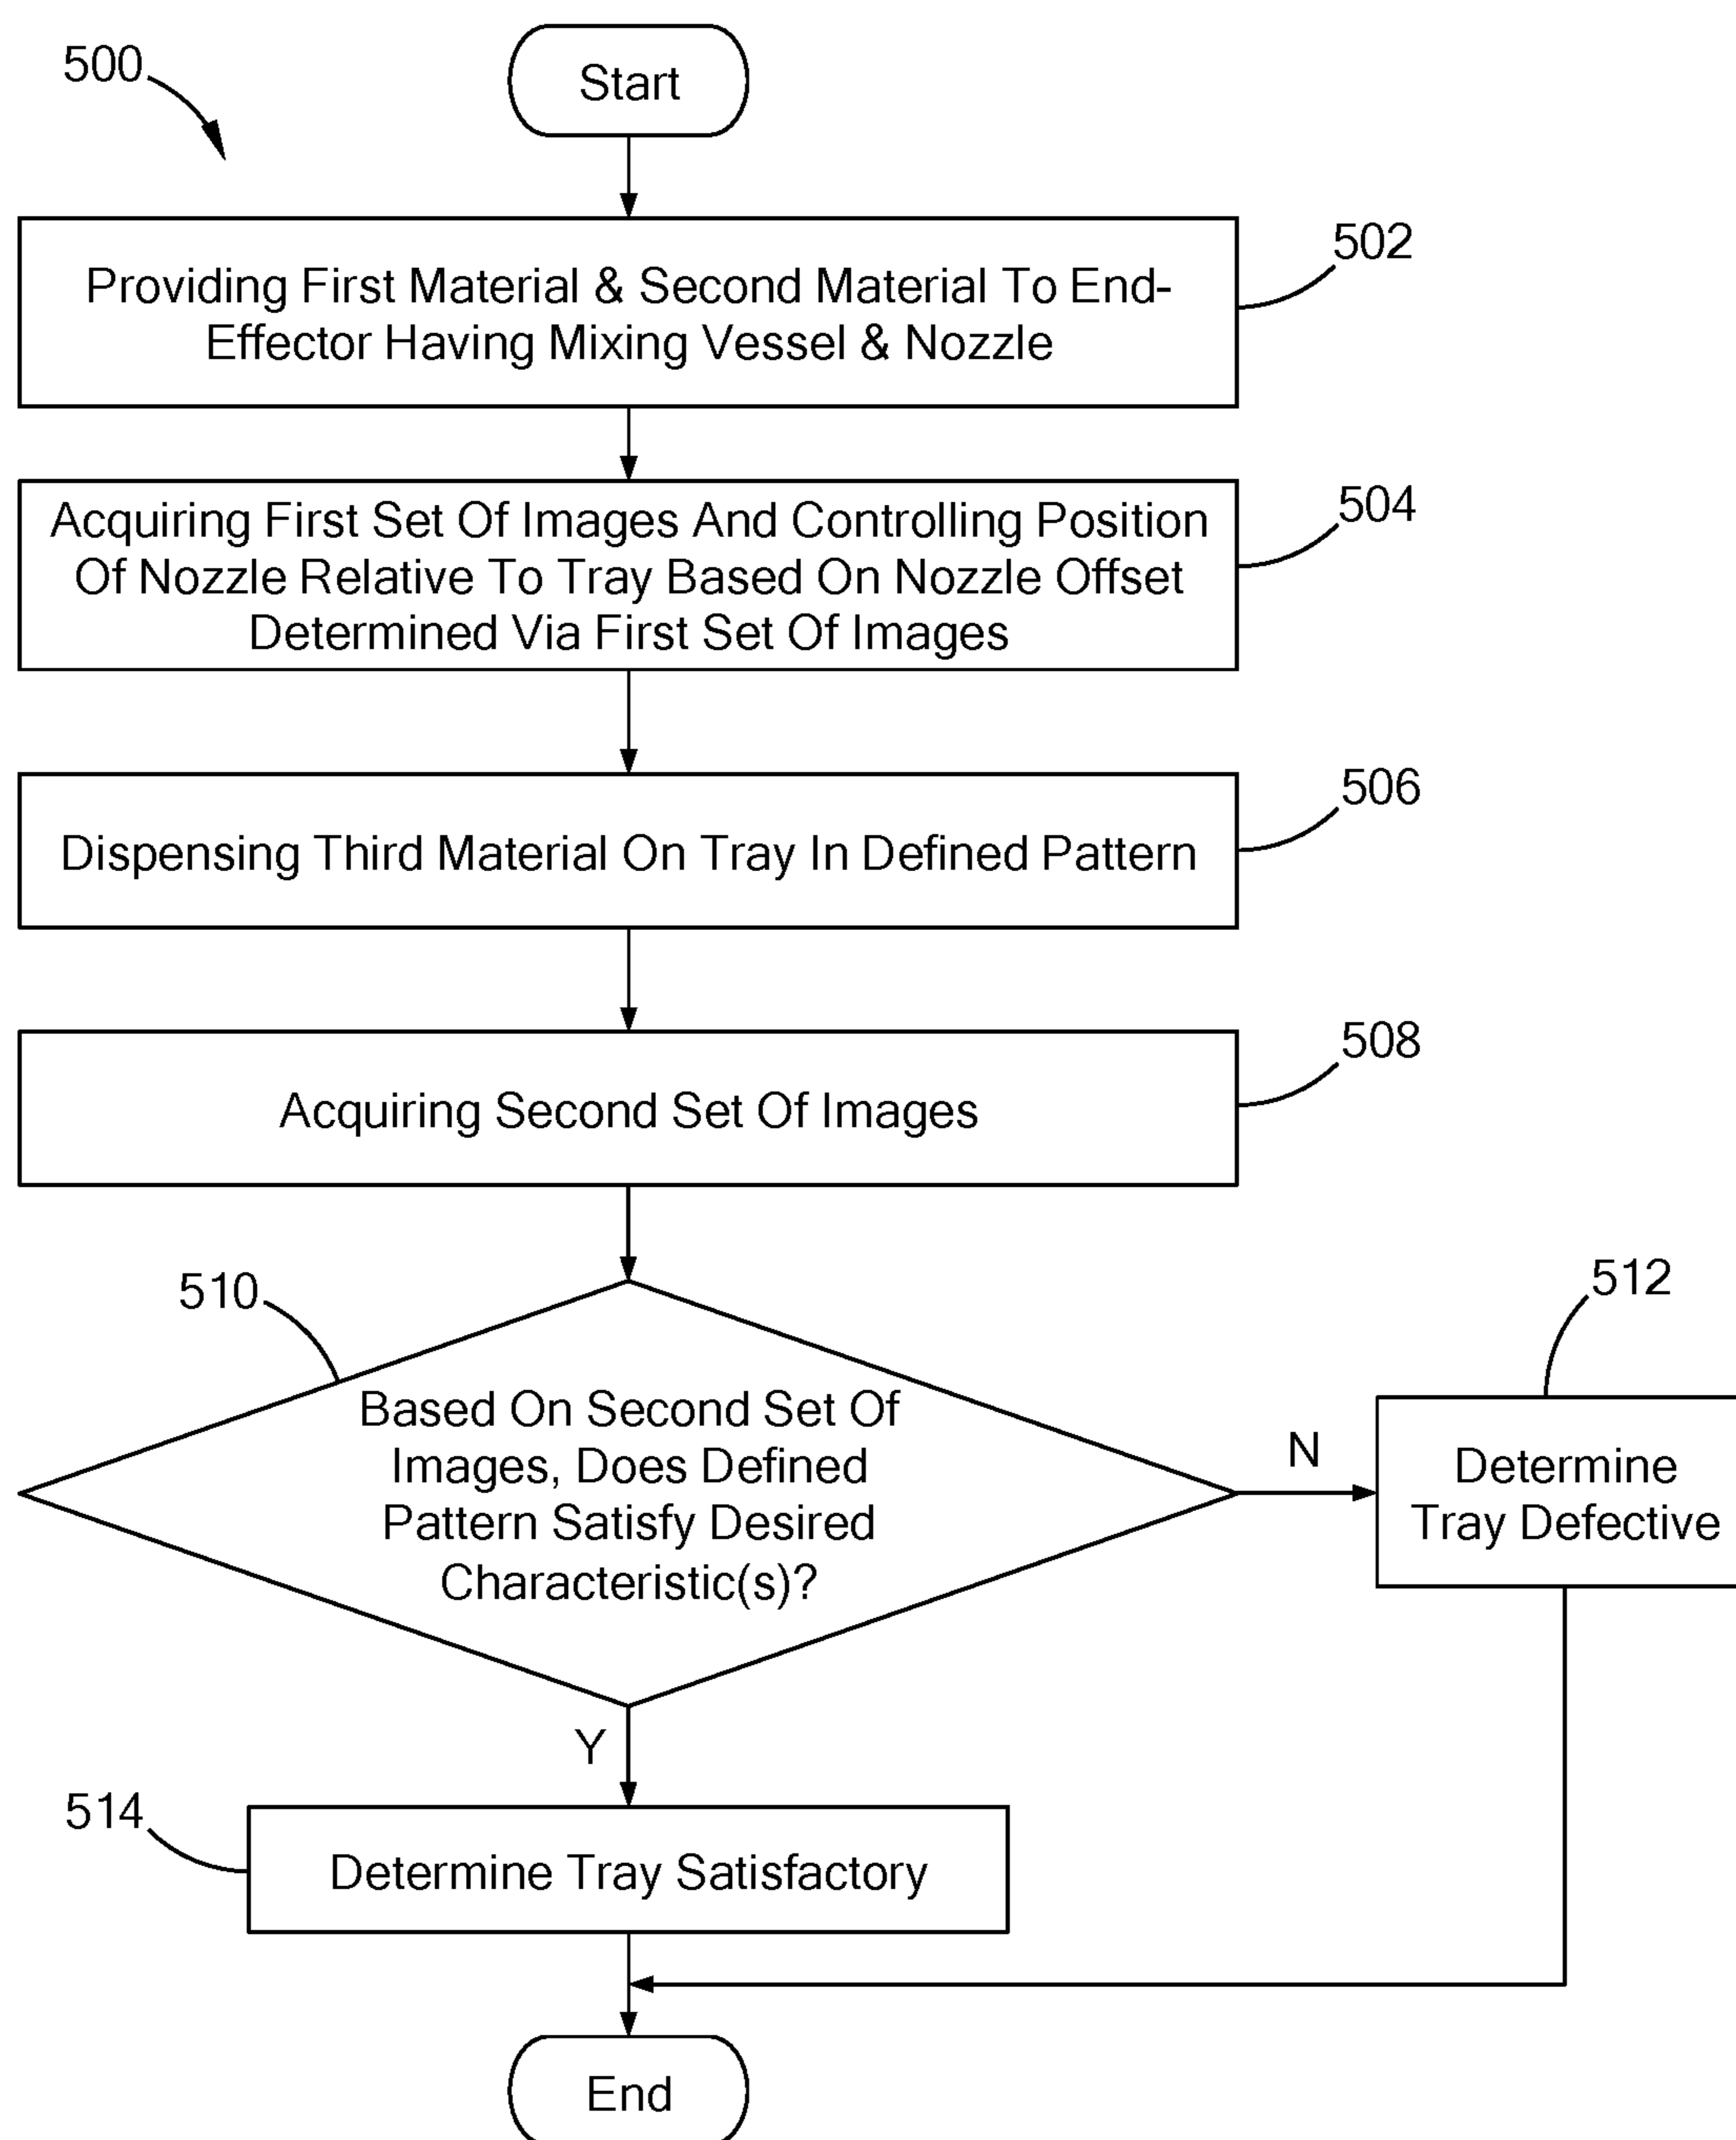 500
Start
502
Providing First Material & Second Material To End-
Effector Having Mixing Vessel & Nozzle
504
Acquiring First Set Of Images And Controlling Position
Of Nozzle Relative To Tray Based On Nozzle Offset
Determined Via First Set Of Images
506
Dispensing Third Material On Tray In Defined Pattern
508
Acquiring Second Set Of Images
510
Based On Second Set Of
Images, Does Defined
Pattern Satisfy Desired
Characteristic(s)?
N
512
Determine
Tray Defective
Y
514
Determine Tray Satisfactory
End